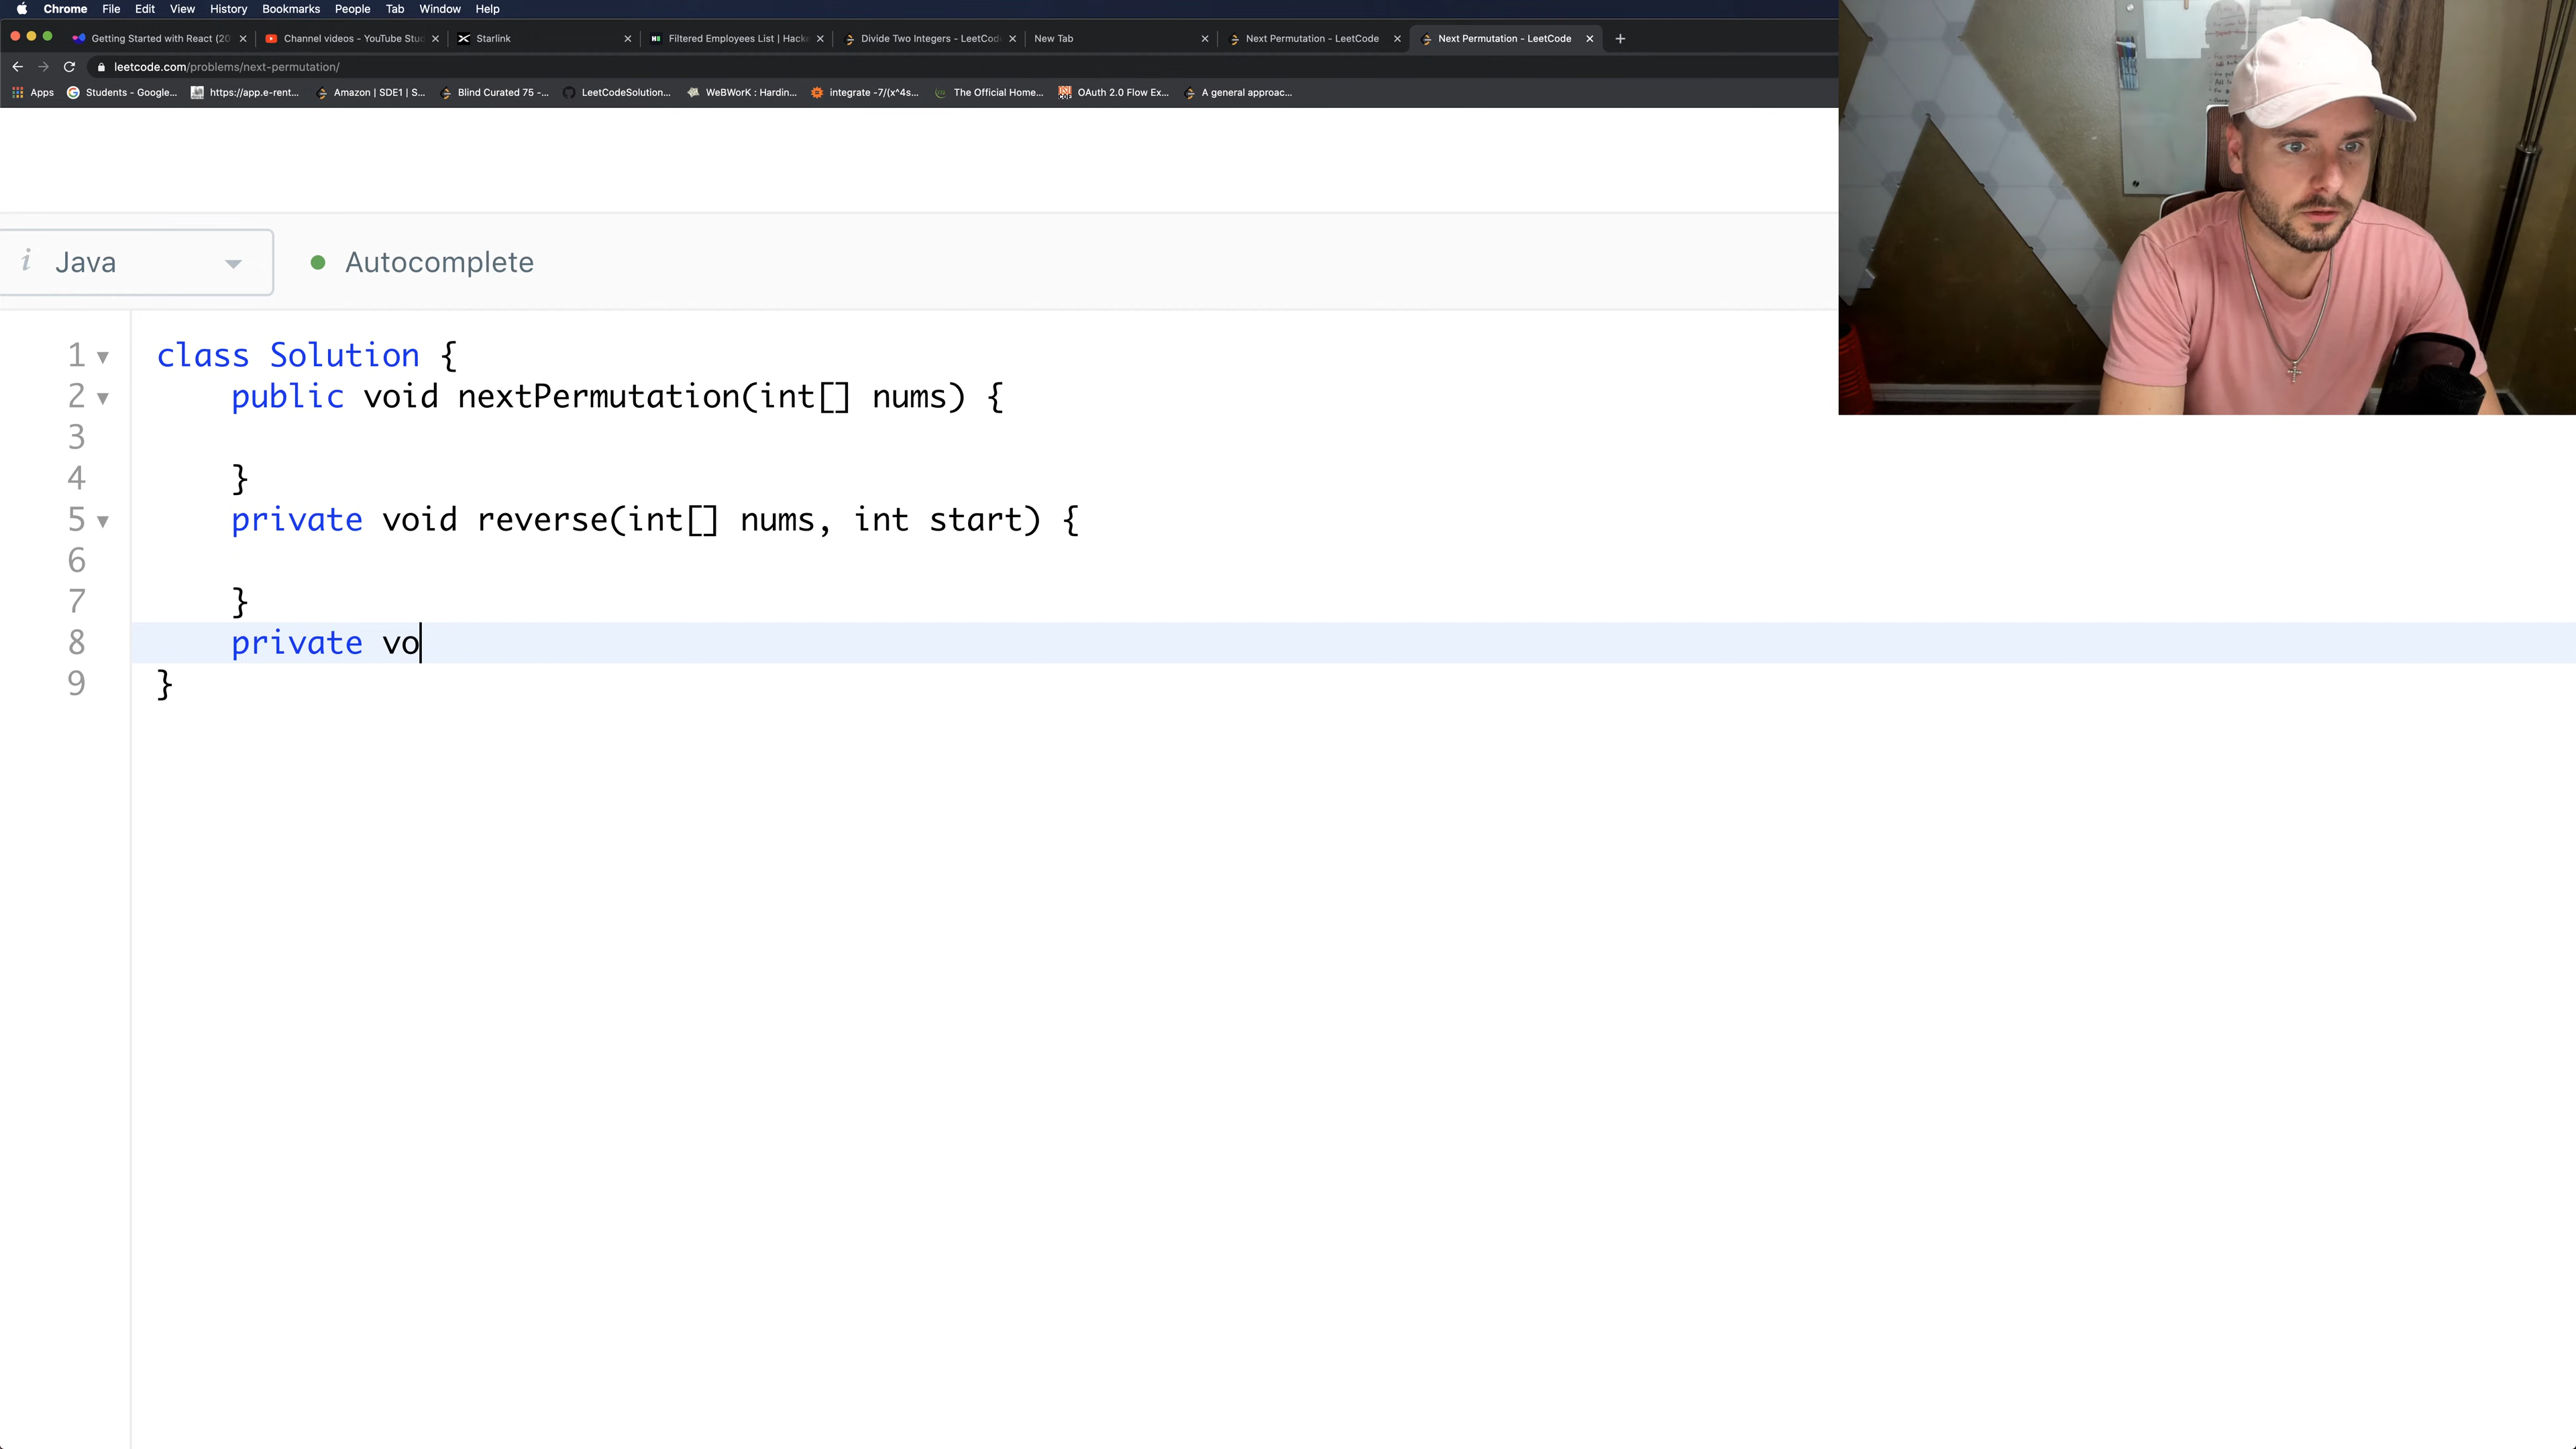 Chrome File Edit View History Bookmarks People Tab Window Help
Getting Started with React (20 Channel videos - YouTube Stud Starlink Filtered Employees List | Hacke Divide Two Integers - LeetCod New Tab Next Permutation - LeetCode Next Permutation - LeetCode
leetcode.com/problems/next-permutation/
Apps Students - Google... https://app.e-rent... Amazon | SDE1 | S... Blind Curated 75 -... LeetCodeSolution... WeBWorK : Hardin... integrate -7/(x^4s... The Official Home... OAuth 2.0 Flow Ex... A general approac...
i Java Autocomplete
1 class Solution {
2 public void nextPermutation(int[] nums) {
3
4 }
5 private void reverse(int[] nums, int start) {
6
7 }
8 private vo
9 }